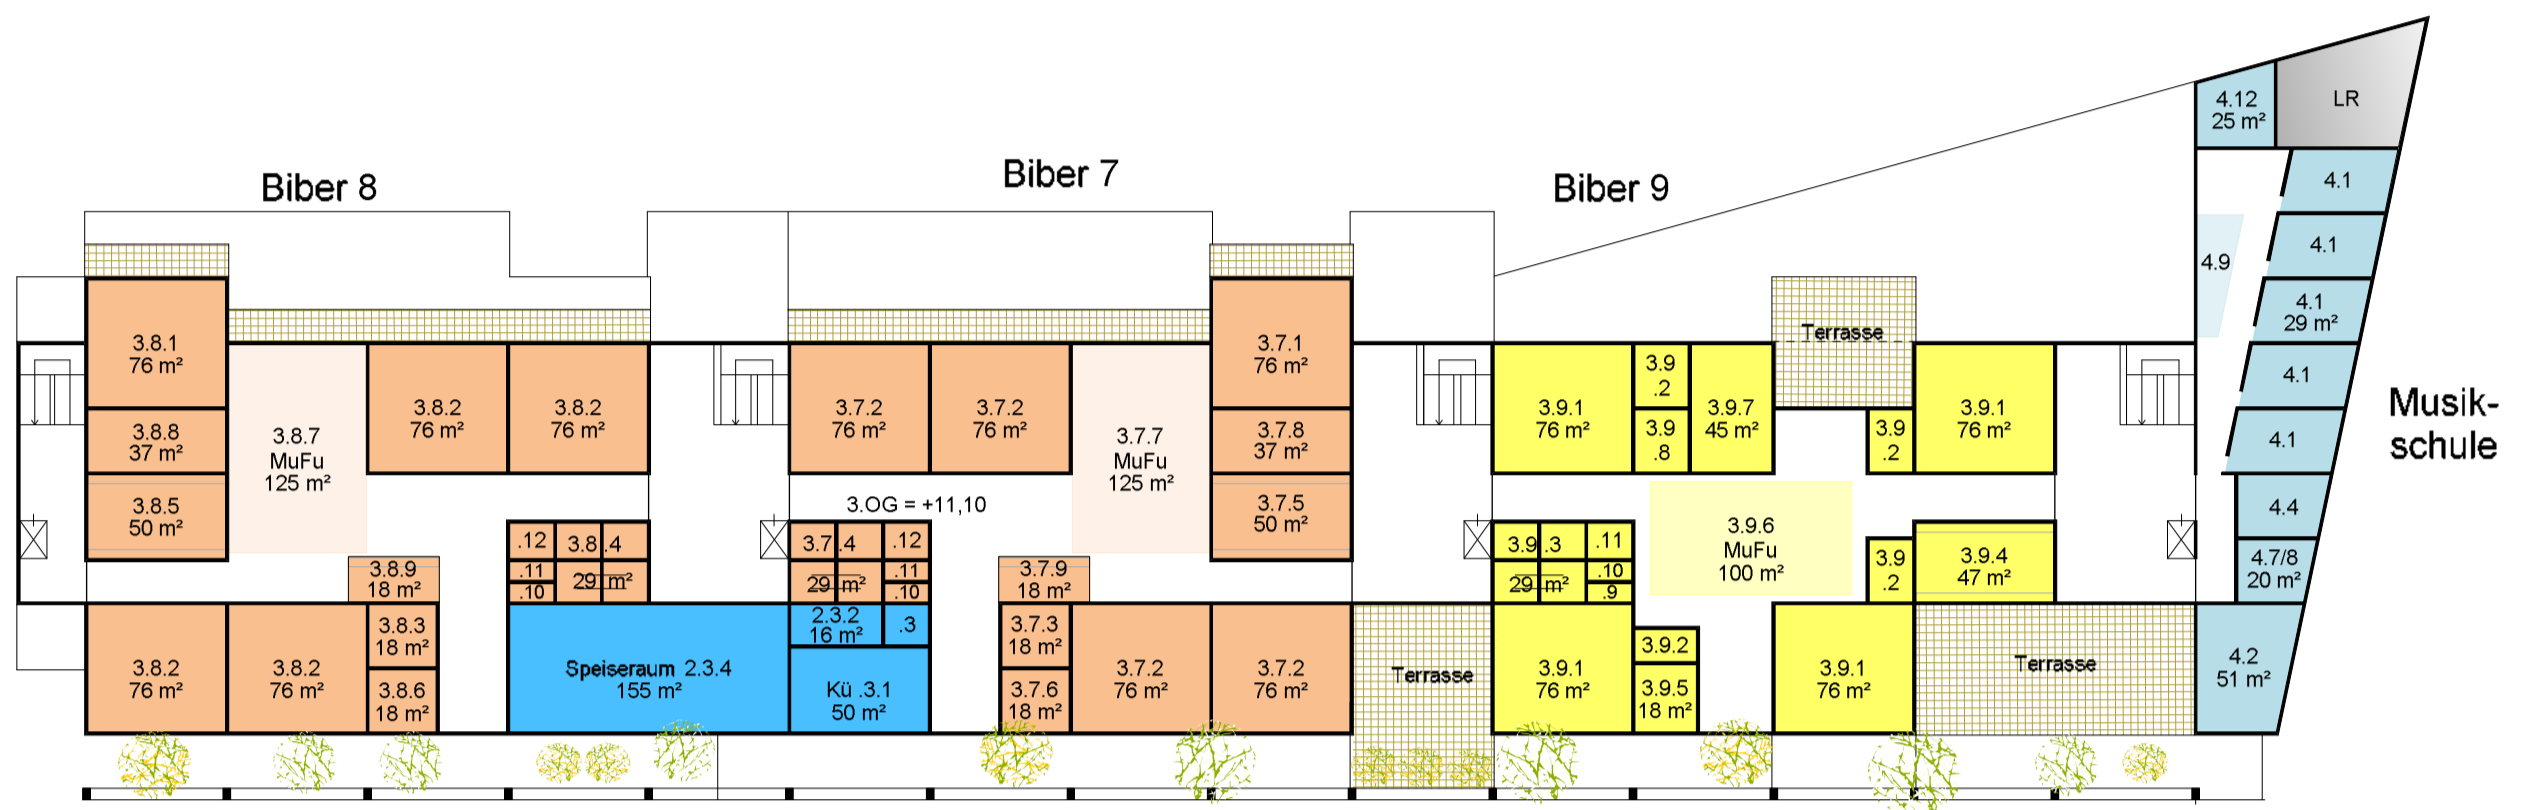 Biber 8
Biber 7
Biber 9
Musik-
schule
3.8.1
76 m²
3.8.8
37 m²
3.8.5
50 m²
3.8.7
MuFu
125 m²
3.8.2
76 m²
3.8.2
76 m²
3.8.9
18 m²
.12
3.8.4
.11
29 m²
.10
3.8.2
76 m²
3.8.2
76 m²
3.8.3
18 m²
3.8.6
18 m²
Speiseraum 2.3.4
155 m²
3.7.2
76 m²
3.7.2
76 m²
3.7.7
MuFu
125 m²
3.7.1
76 m²
3.7.8
37 m²
3.7.5
50 m²
3.OG = +11,10
3.7.4
.12
29 m²
.11
.10
2.3.2
16 m²
.3
Kü .3.1
50 m²
3.7.9
18 m²
3.7.3
18 m²
3.7.6
18 m²
3.7.2
76 m²
3.7.2
76 m²
Terrasse
3.9.1
76 m²
3.9
.2
3.9
.8
3.9.7
45 m²
Terrasse
3.9
.2
3.9.1
76 m²
3.9.3
.11
29 m²
.10
.9
3.9.6
MuFu
100 m²
3.9
.2
3.9.4
47 m²
3.9.1
76 m²
3.9.2
3.9.5
18 m²
3.9.1
76 m²
Terrasse
4.12
25 m²
LR
4.1
4.1
4.9
4.1
29 m²
4.1
4.1
4.4
4.7/8
20 m²
4.2
51 m²